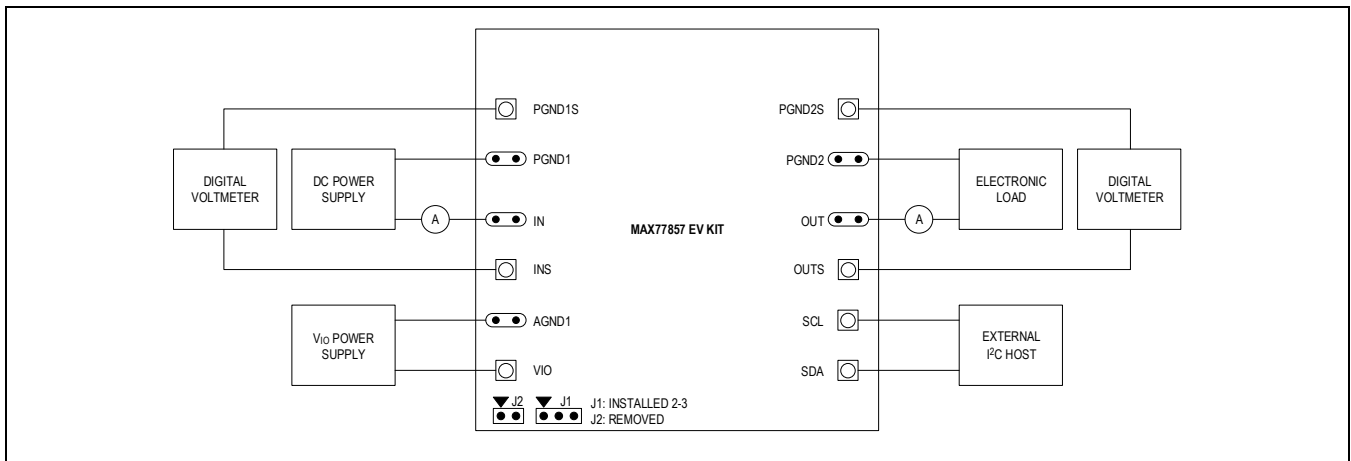 PGND1S
PGND2S
DIGITAL
VOLTMETER
DC POWER
SUPPLY
PGND1
PGND2
ELECTRONIC
LOAD
DIGITAL
VOLTMETER
A
IN
MAX77857 EV KIT
OUT
A
INS
OUTS
VIO POWER
SUPPLY
AGND1
SCL
EXTERNAL
I²C HOST
VIO
SDA
J2
J1
J1: INSTALLED 2-3
J2: REMOVED